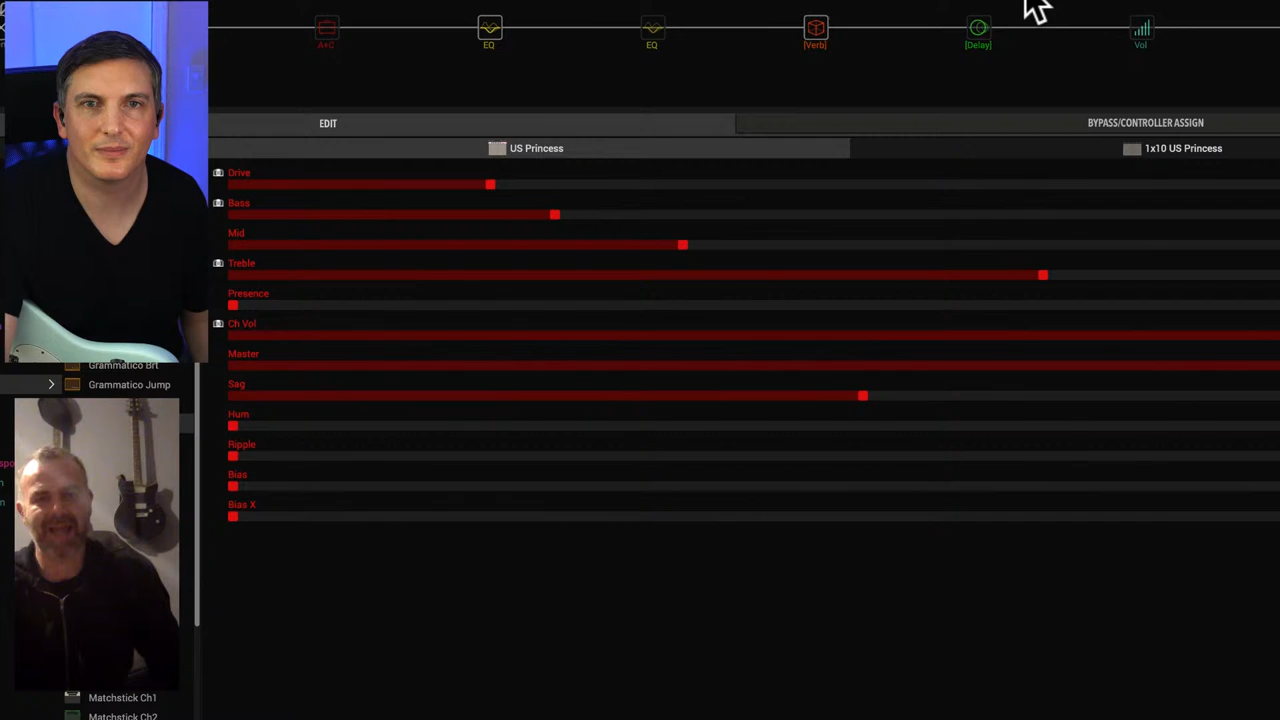 A+C
EQ
EQ
[Verb]
[Delay]
Vol
EDIT
BYPASS/CONTROLLER ASSIGN
US Princess
1x10 US Princess
Drive
Bass
Mid
Treble
Presence
Ch Vol
Master
Sag
Hum
Ripple
Bias
Bias X
Grammatico Brt
Grammatico Jump
Matchstick Ch1
Matchstick Ch2